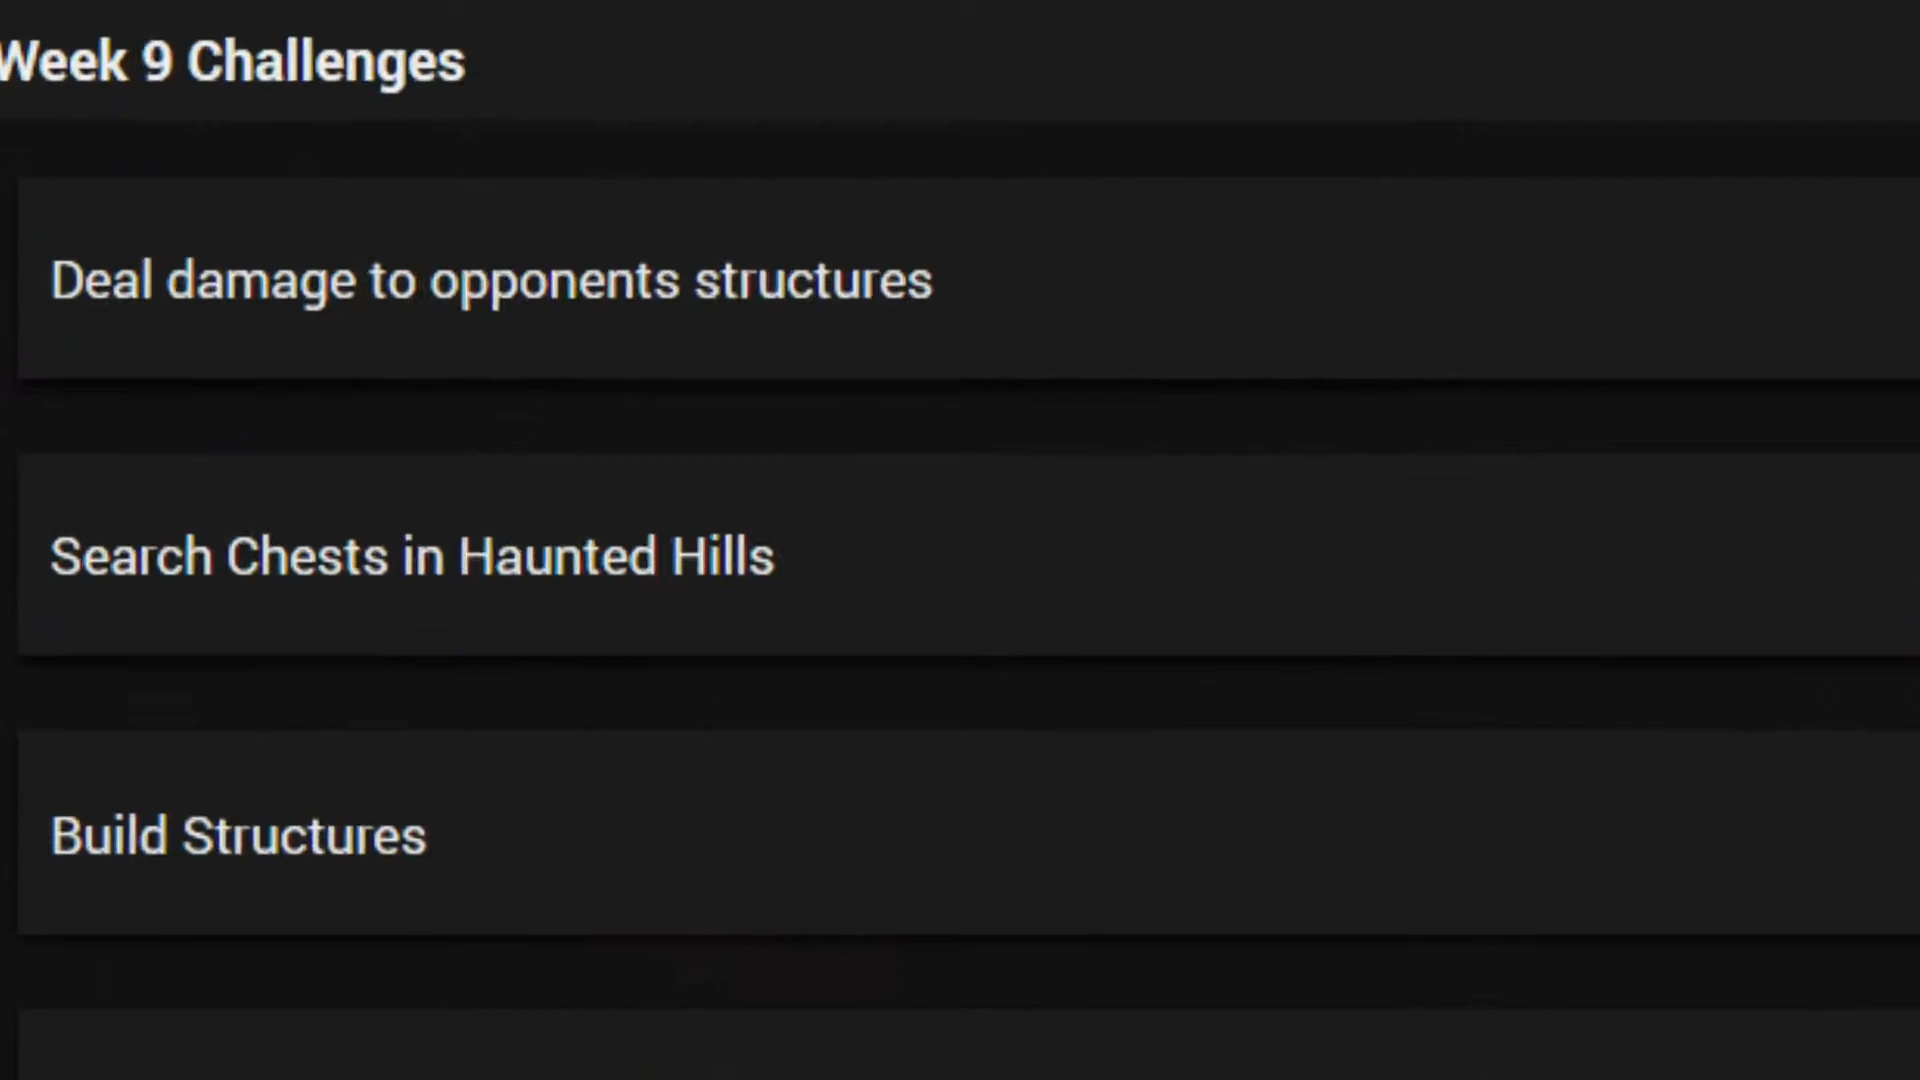 Week 9 Challenges
Deal damage to opponents structures
Search Chests in Haunted Hills
Build Structures